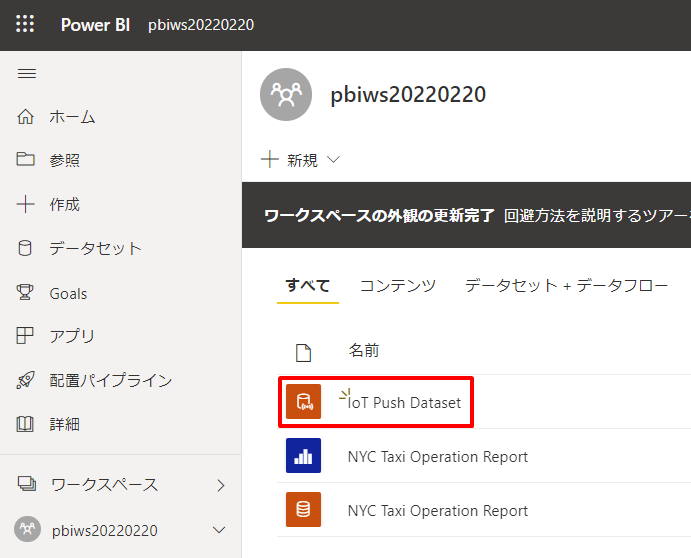 Power BI pbiws20220220
pbiws20220220
ホーム
参照
作成
データセット
Goals
アプリ
配置パイプライン
詳細
ワークスペース
pbiws20220220
新規
ワークスペースの外観の更新完了 回避方法を説明するツアーを
すべて コンテンツ データセット + データフロー
名前
IoT Push Dataset
NYC Taxi Operation Report
NYC Taxi Operation Report